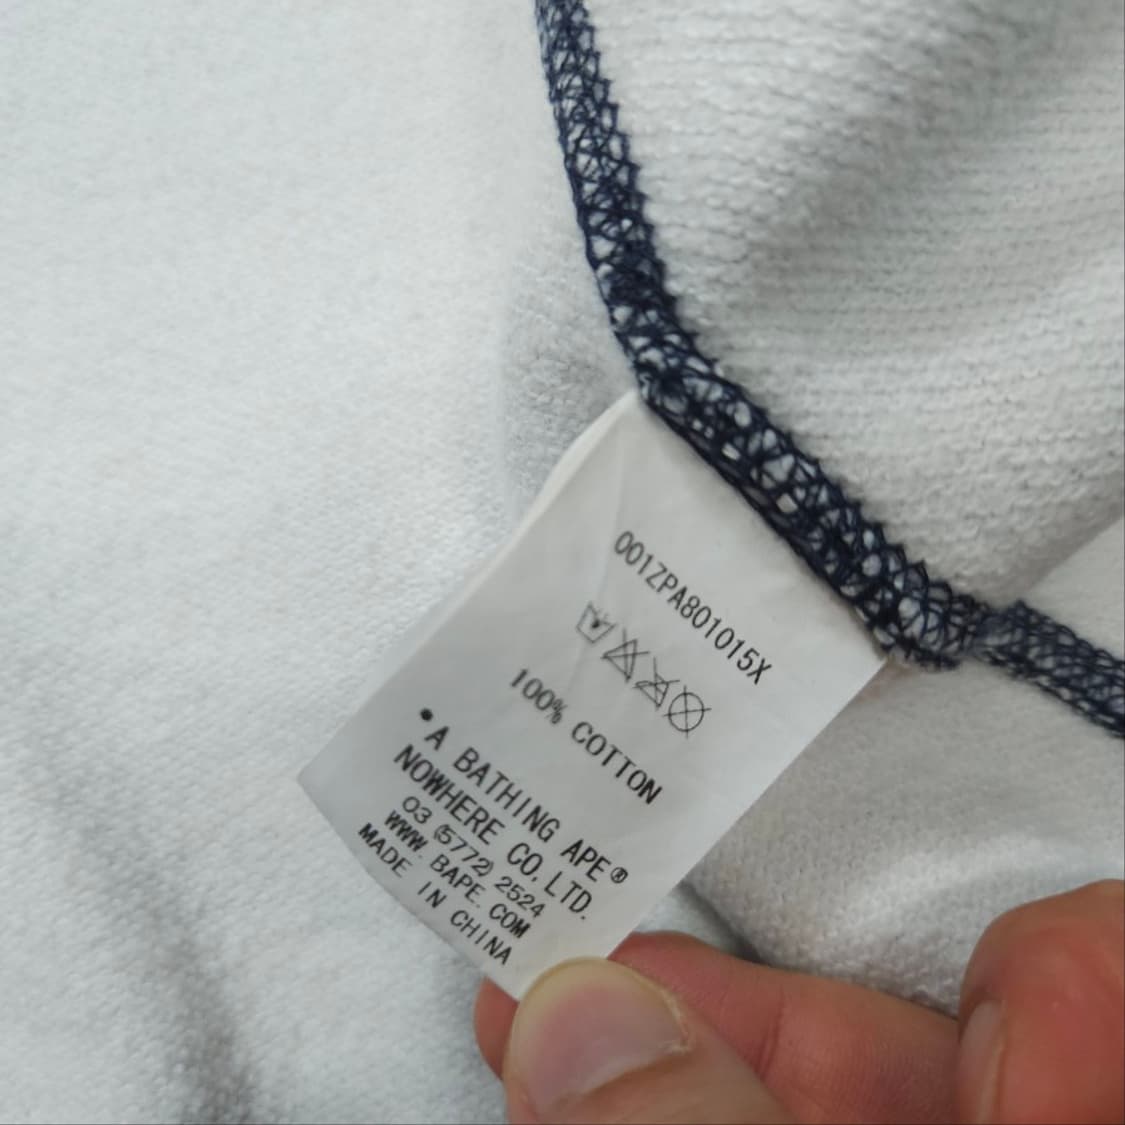 001ZPA801015X
100% COTTON
•A BATHING APE®
NOWHERE CO, LTD.
03 (5772) 2524
WWW. BAPE. COM
MADE IN CHINA